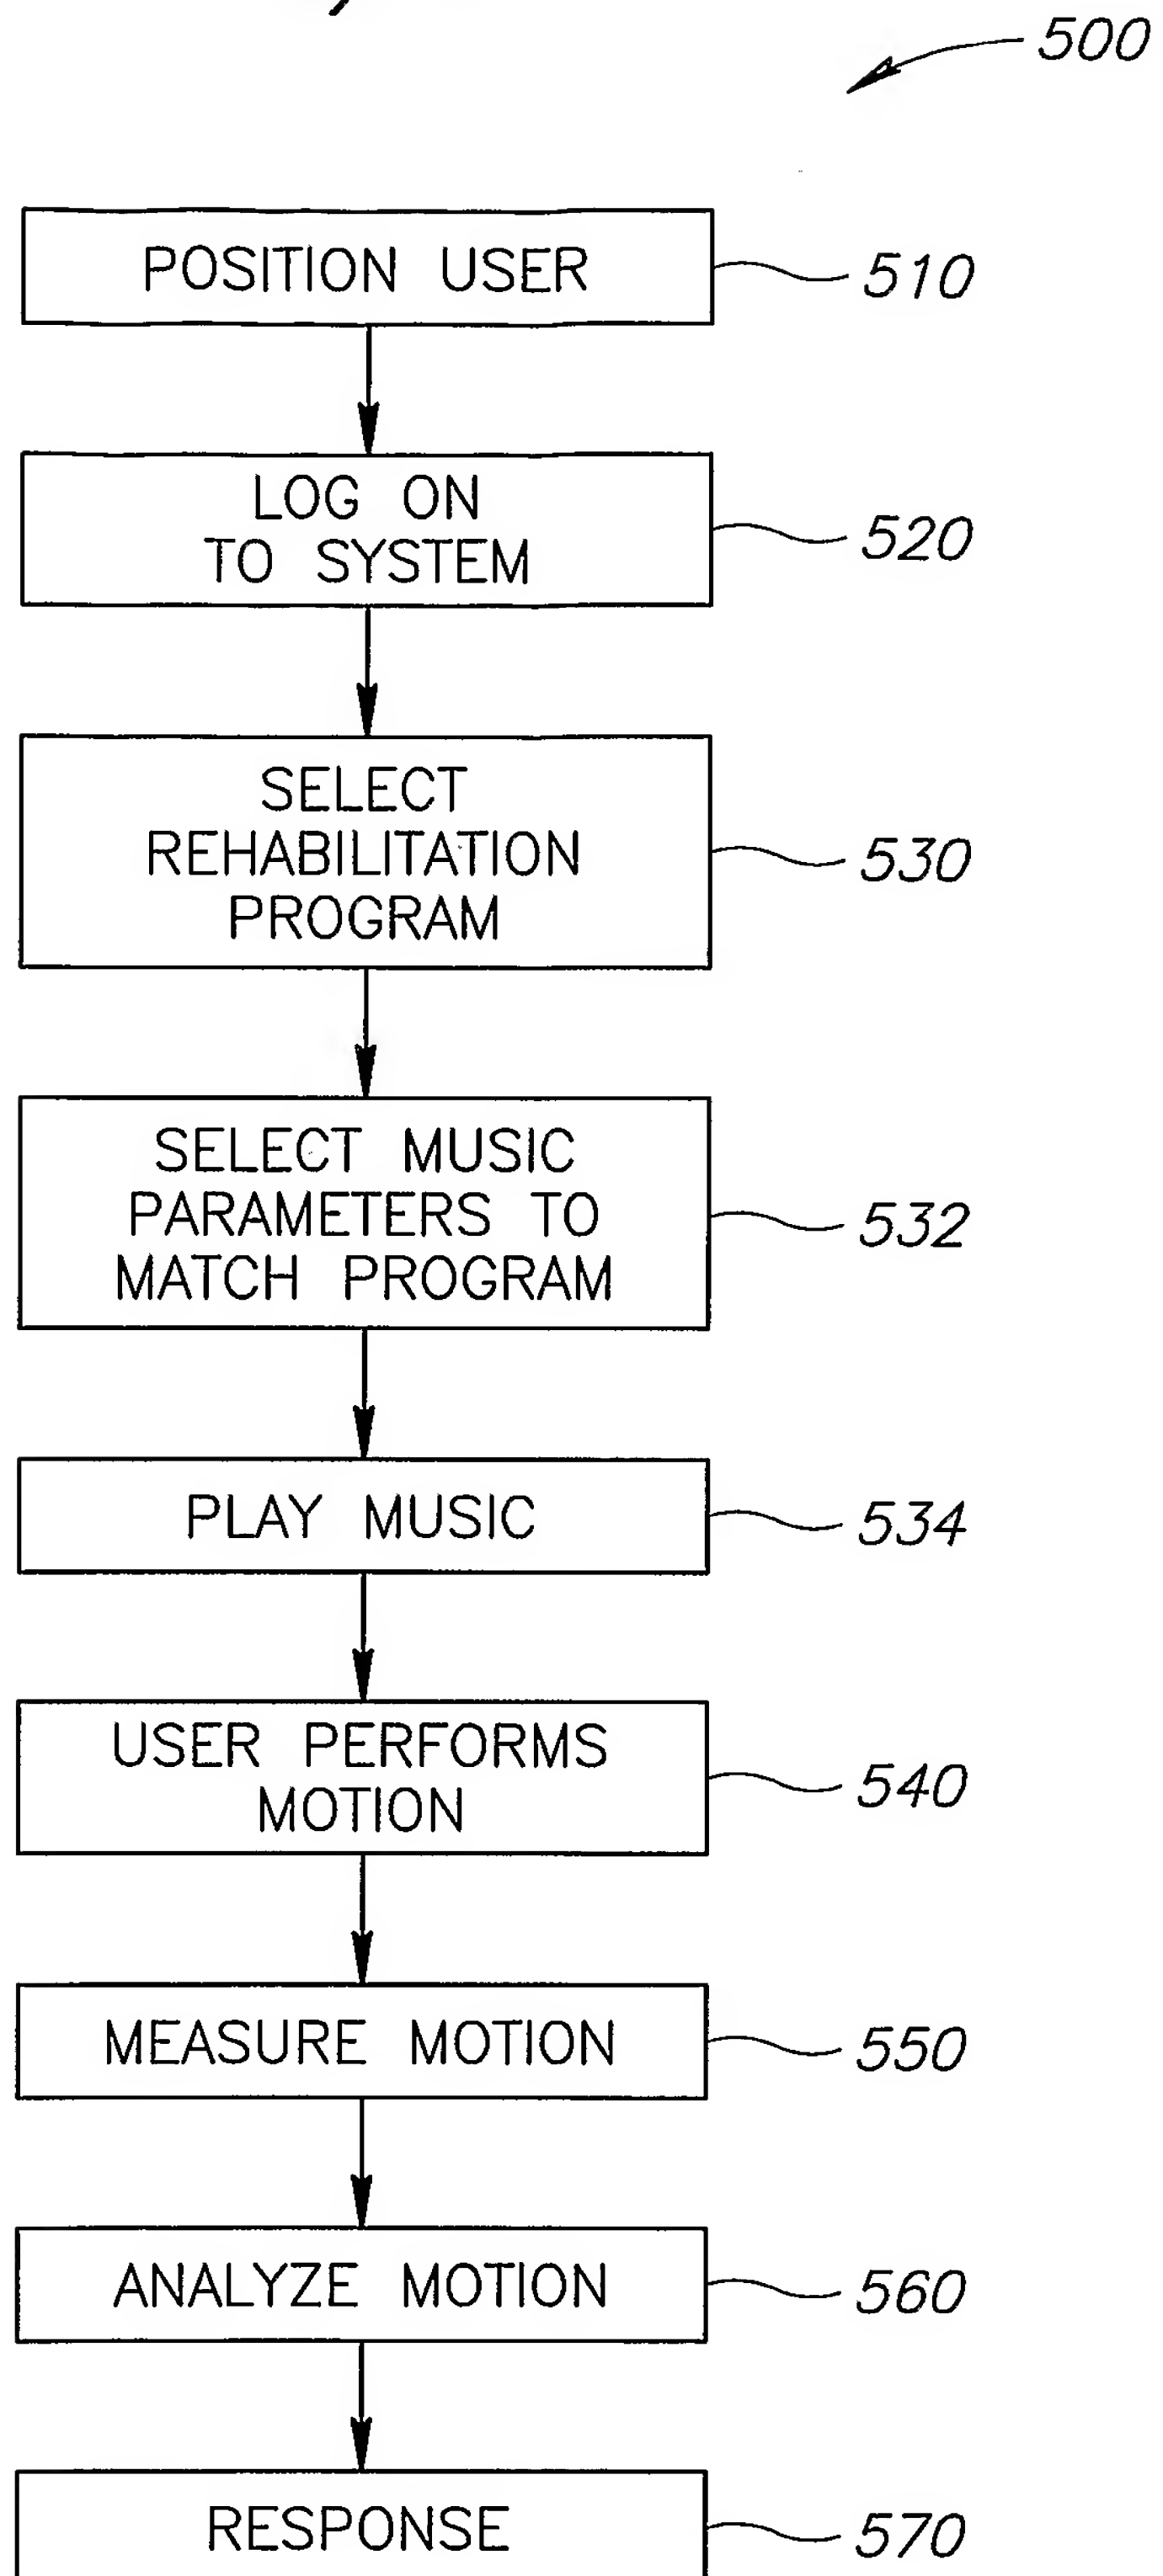 500
POSITION USER
510
LOG ON
TO SYSTEM
520
SELECT
REHABILITATION
PROGRAM
530
SELECT MUSIC
PARAMETERS TO
MATCH PROGRAM
532
PLAY MUSIC
534
USER PERFORMS
MOTION
540
MEASURE MOTION
550
ANALYZE MOTION
560
RESPONSE
570